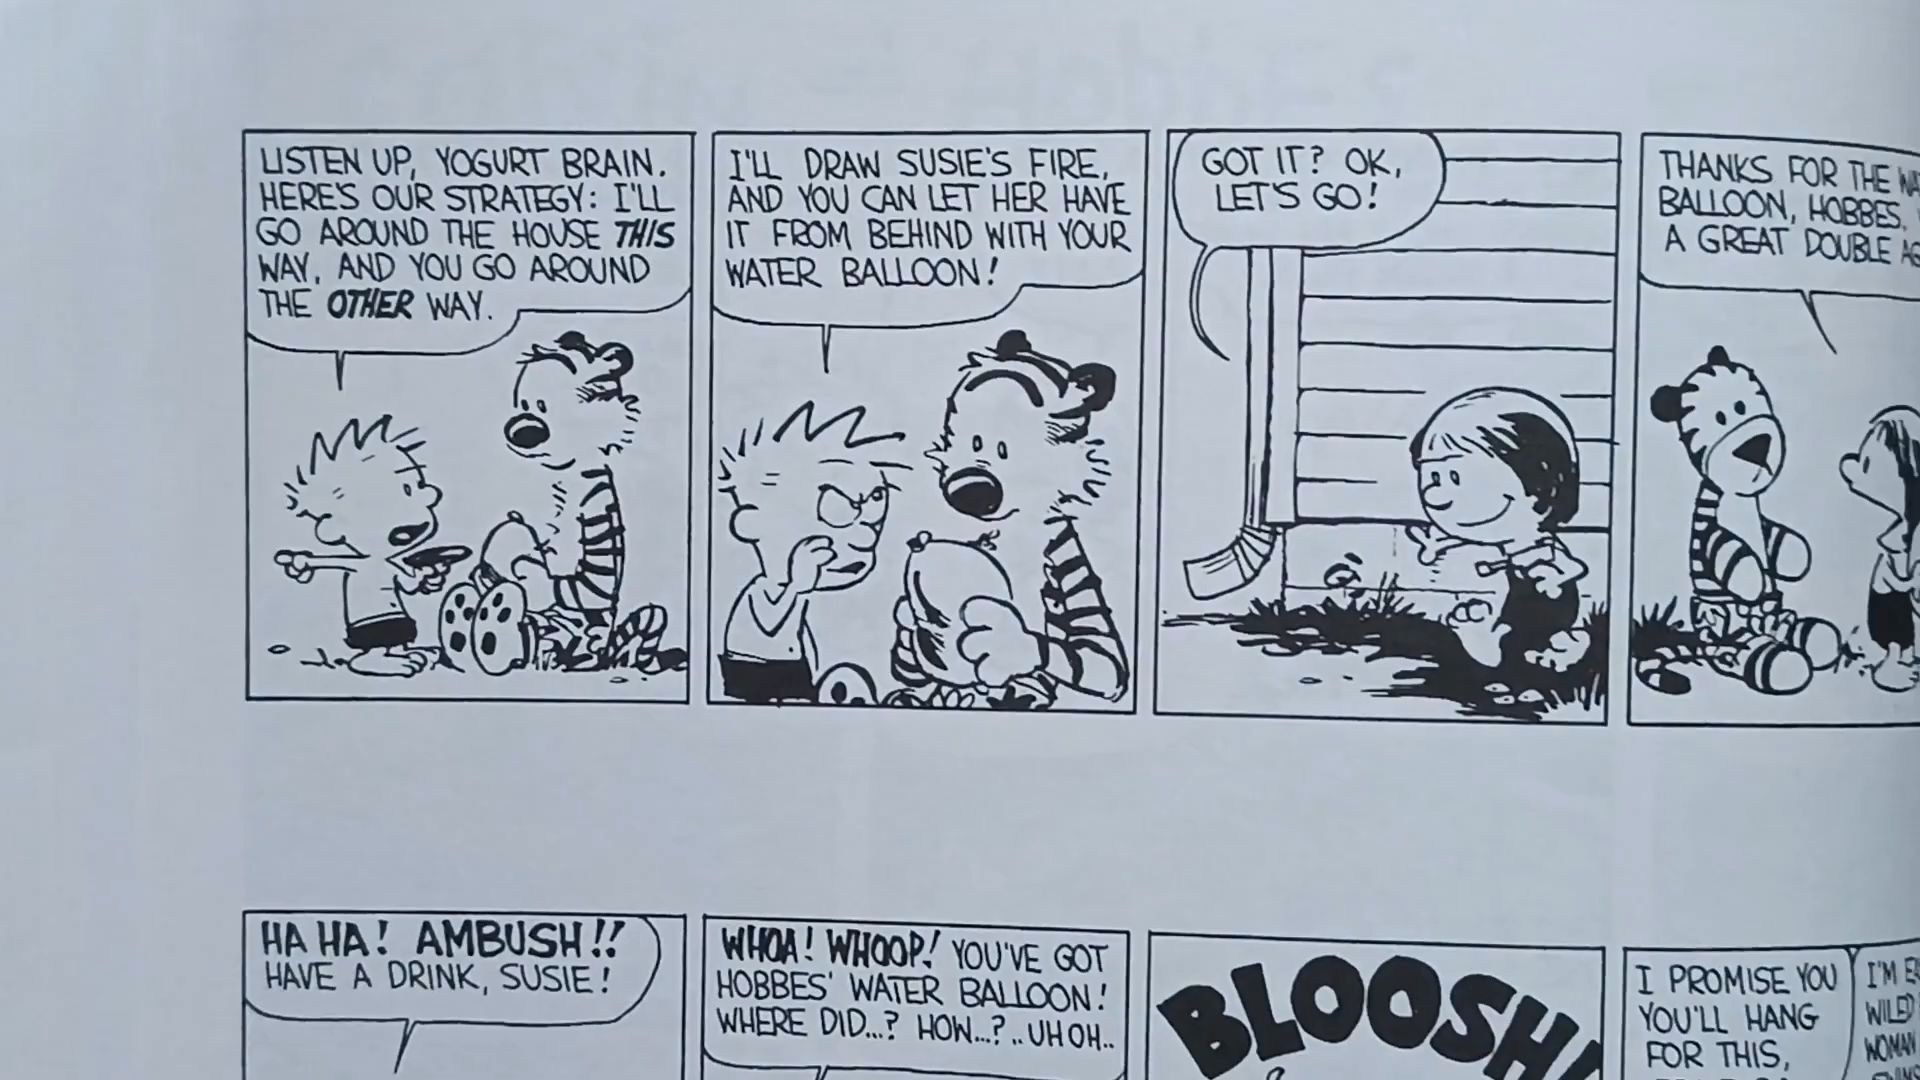 LISTEN UP, YOGURT BRAIN.
HERE'S OUR STRATEGY: I'LL
GO AROUND THE HOUSE THIS
WAY, AND YOU GO AROUND
THE OTHER WAY.
I'LL DRAW SUSIE'S FIRE,
AND YOU CAN LET HER HAVE
IT FROM BEHIND WITH YOUR
WATER BALLOON!
GOT IT? OK,
LET'S GO!
THANKS FOR THE
BALLOON, HOBBES.
A GREAT DOUBLE
HA HA! AMBUSH!!
HAVE A DRINK, SUSIE!
WHOA! WHOOP! YOU'VE GOT
HOBBES' WATER BALLOON!
WHERE DID...? HOW...? ..UH OH..
BLOOSH!
I PROMISE YOU
YOU'LL HANG
FOR THIS,
I'M
WOMAN